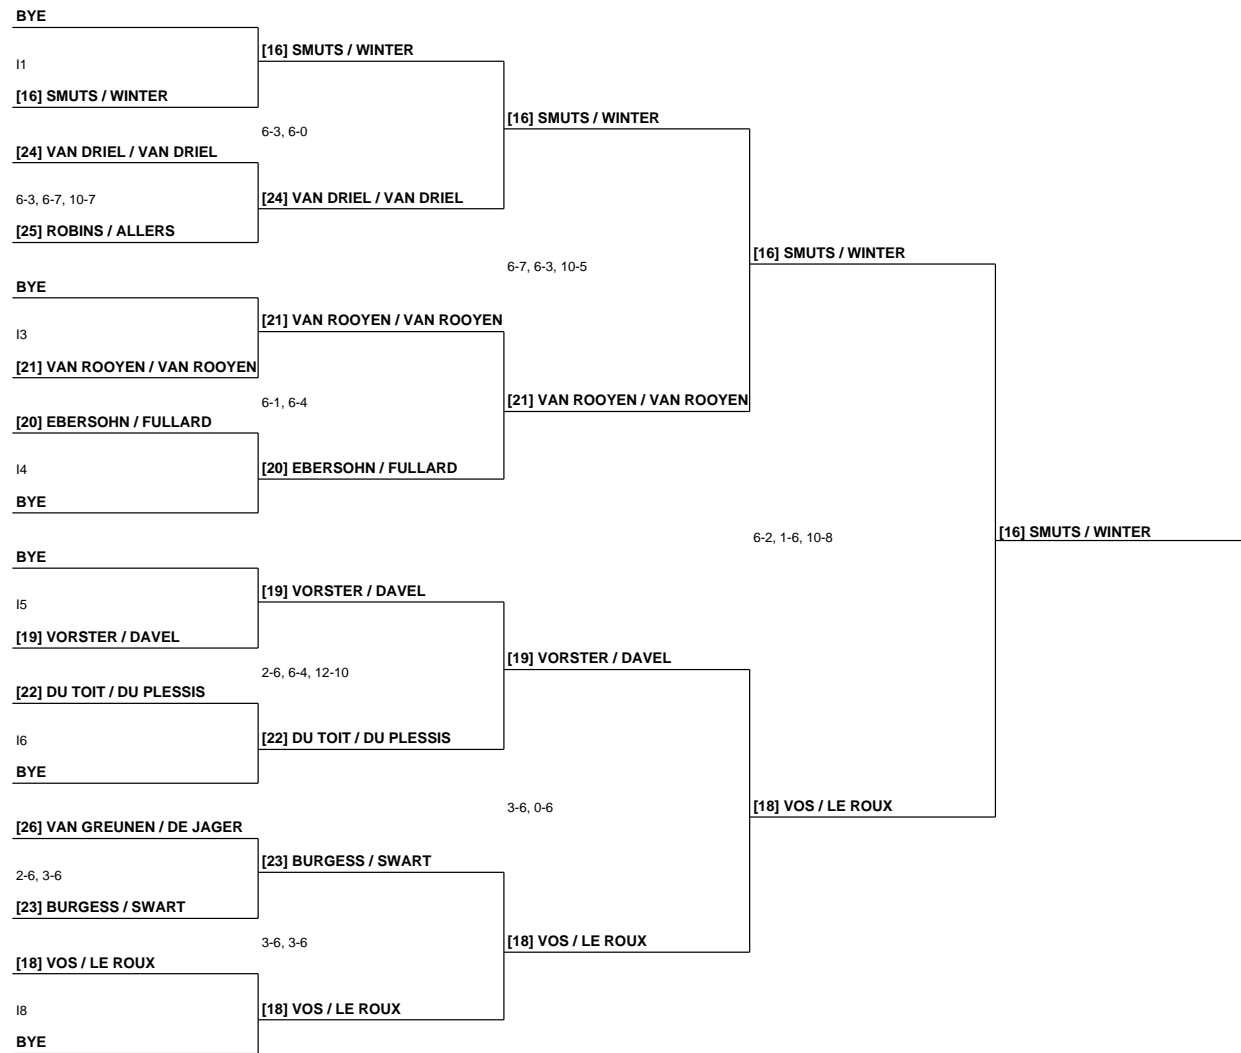 BYE
[16] SMUTS / WINTER
I1
[16] SMUTS / WINTER
[16] SMUTS / WINTER
6-3, 6-0
[24] VAN DRIEL / VAN DRIEL
6-3, 6-7, 10-7
[24] VAN DRIEL / VAN DRIEL
[25] ROBINS / ALLERS
[16] SMUTS / WINTER
6-7, 6-3, 10-5
BYE
[21] VAN ROOYEN / VAN ROOYEN
I3
[21] VAN ROOYEN / VAN ROOYEN
6-1, 6-4
[21] VAN ROOYEN / VAN ROOYEN
[20] EBERSOHN / FULLARD
I4
[20] EBERSOHN / FULLARD
BYE
6-2, 1-6, 10-8
[16] SMUTS / WINTER
BYE
[19] VORSTER / DAVEL
I5
[19] VORSTER / DAVEL
[19] VORSTER / DAVEL
2-6, 6-4, 12-10
[22] DU TOIT / DU PLESSIS
I6
[22] DU TOIT / DU PLESSIS
BYE
3-6, 0-6
[18] VOS / LE ROUX
[26] VAN GREUNEN / DE JAGER
[23] BURGESS / SWART
2-6, 3-6
[23] BURGESS / SWART
3-6, 3-6
[18] VOS / LE ROUX
[18] VOS / LE ROUX
I8
[18] VOS / LE ROUX
BYE